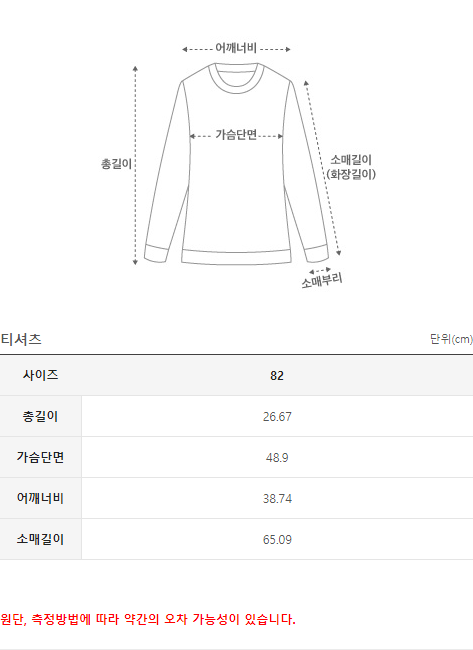 어깨너비
가슴단면
총길이
소매길이
(화장길이)
소매부리
티셔츠 단위(cm)
사이즈 82
총길이 26.67
가슴단면 48.9
어깨너비 38.74
소매길이 65.09
원단, 측정방법에 따라 약간의 오차 가능성이 있습니다.